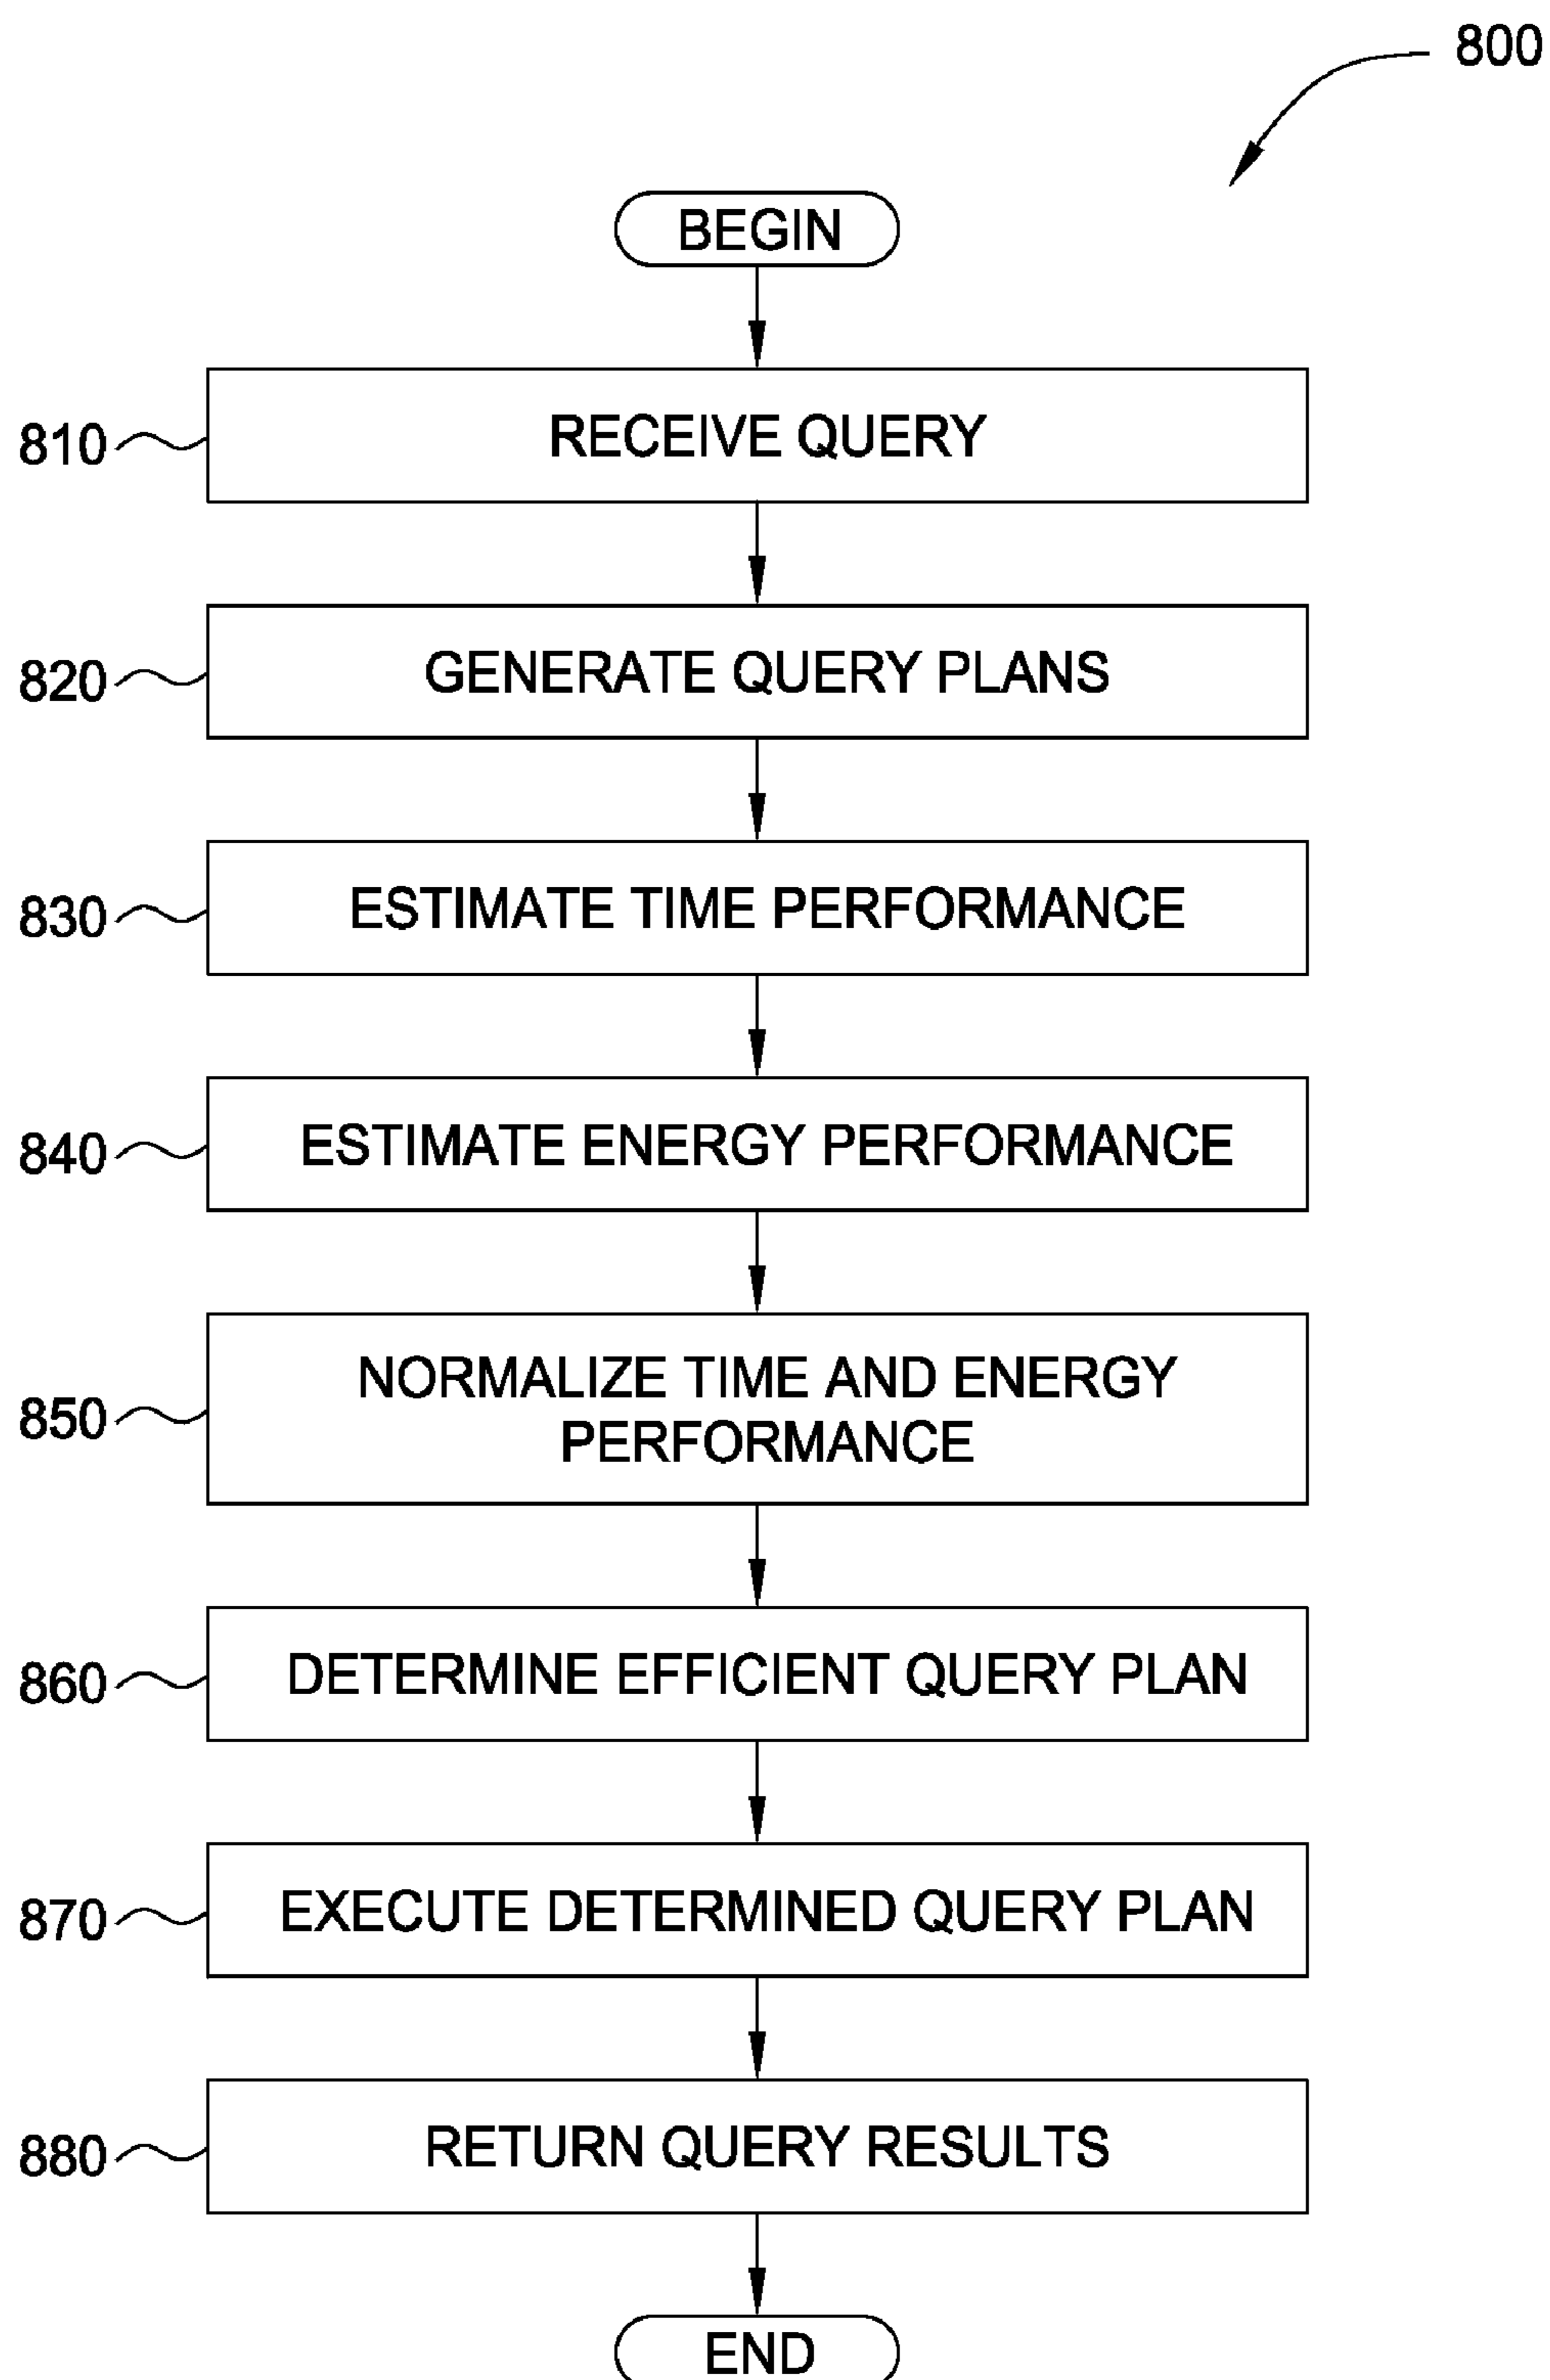 800
BEGIN
810
RECEIVE QUERY
820
GENERATE QUERY PLANS
830
ESTIMATE TIME PERFORMANCE
840
ESTIMATE ENERGY PERFORMANCE
850
NORMALIZE TIME AND ENERGY
PERFORMANCE
860
DETERMINE EFFICIENT QUERY PLAN
870
EXECUTE DETERMINED QUERY PLAN
880
RETURN QUERY RESULTS
END